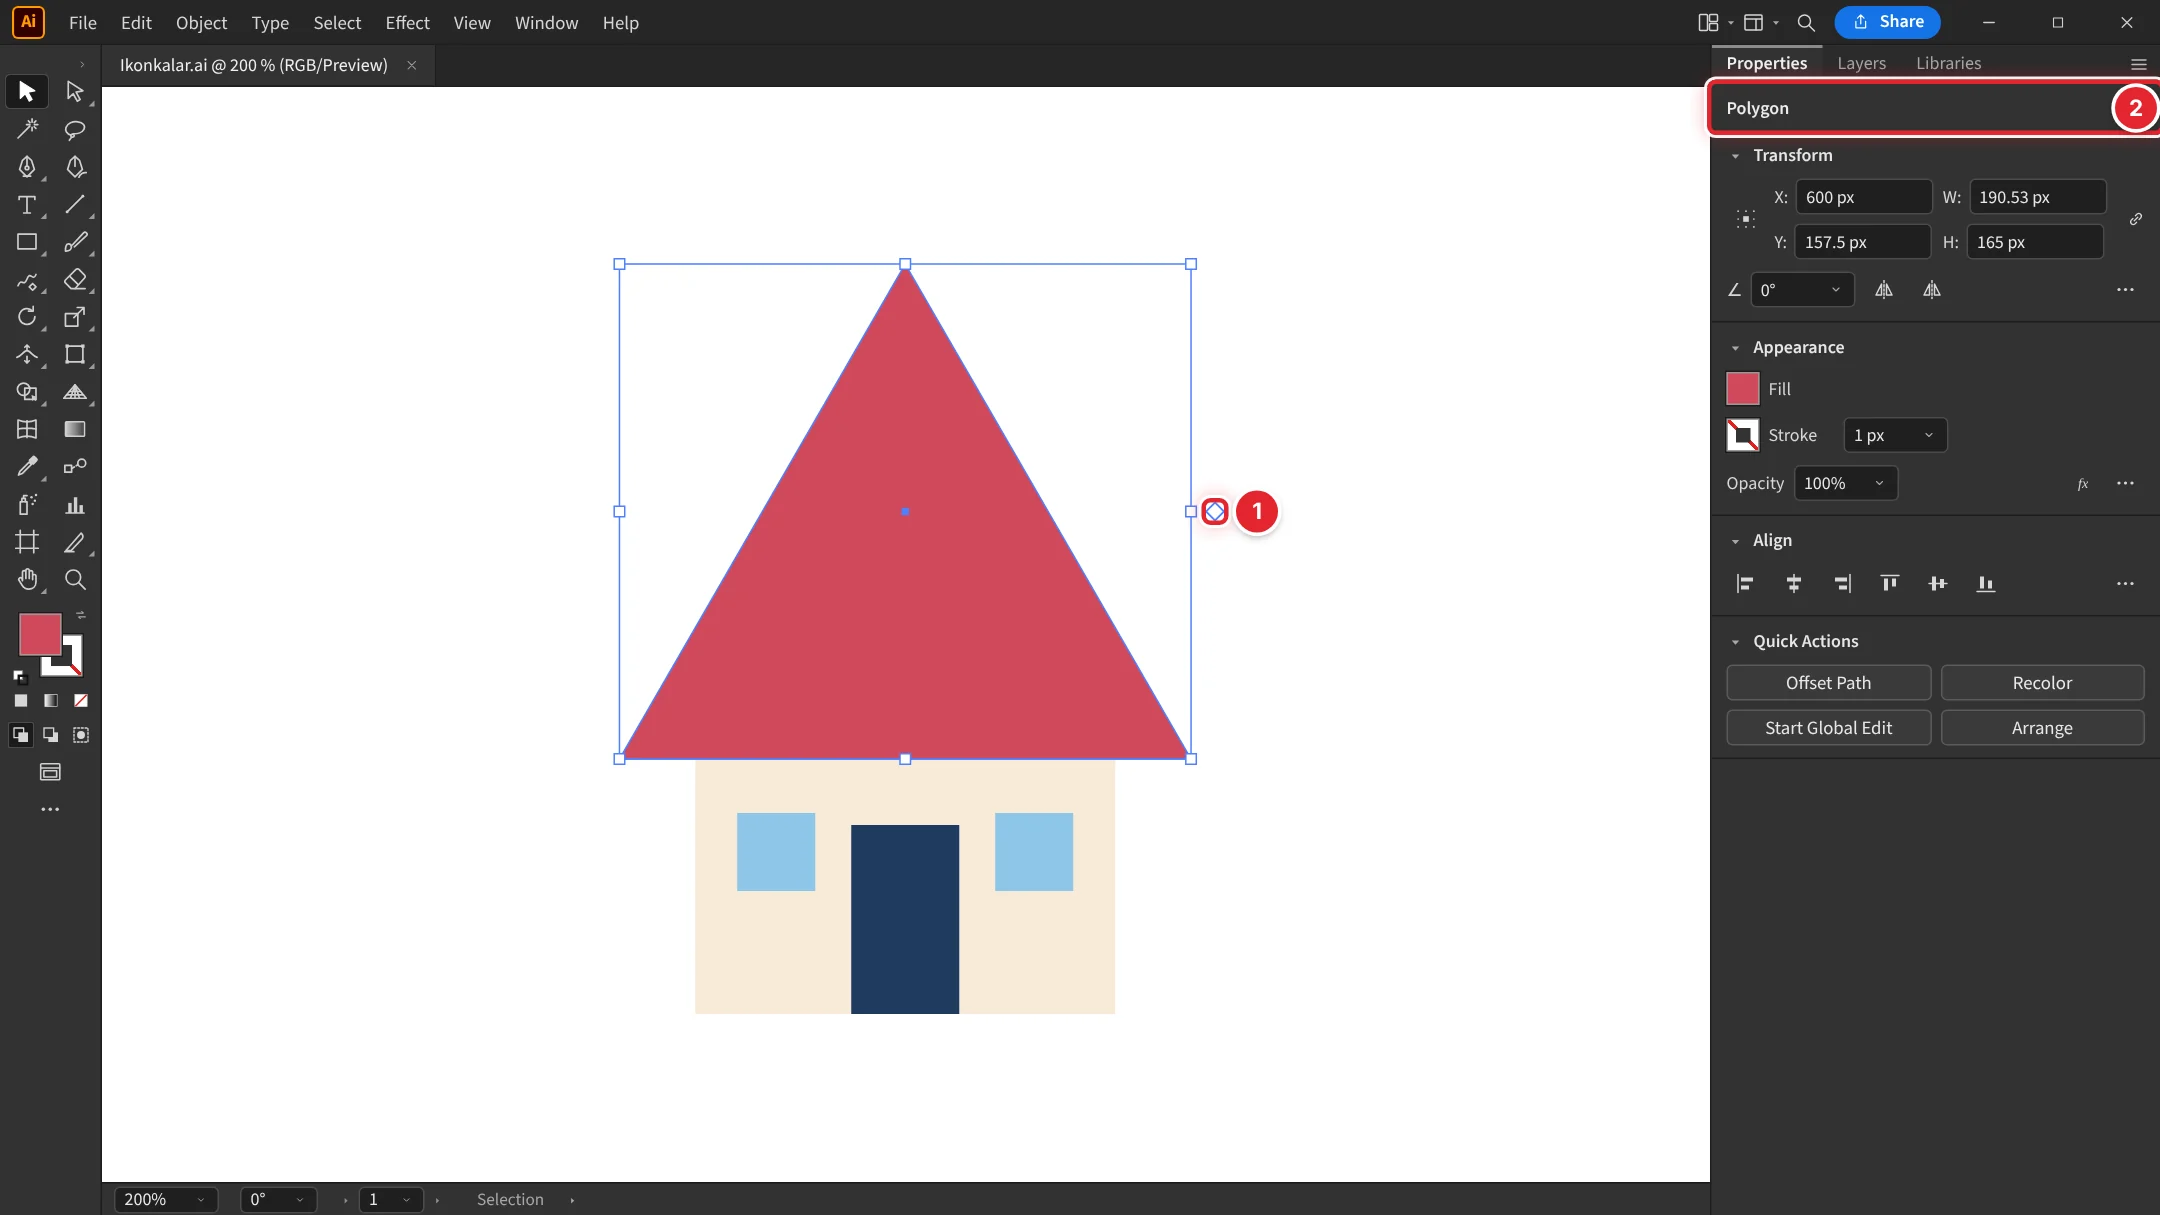 Ai File Edit Object Type Select Effect View Window Help Share
Ikonkalar.ai @ 200 % (RGB/Preview)
Properties Layers Libraries
Polygon 2
Transform
X: 600 px W: 190.53 px
Y: 157.5 px H: 165 px
0°
Appearance
Fill
Stroke 1 px
Opacity 100% fx
1
Align
Quick Actions
Offset Path Recolor
Start Global Edit Arrange
200% 0° 1 Selection